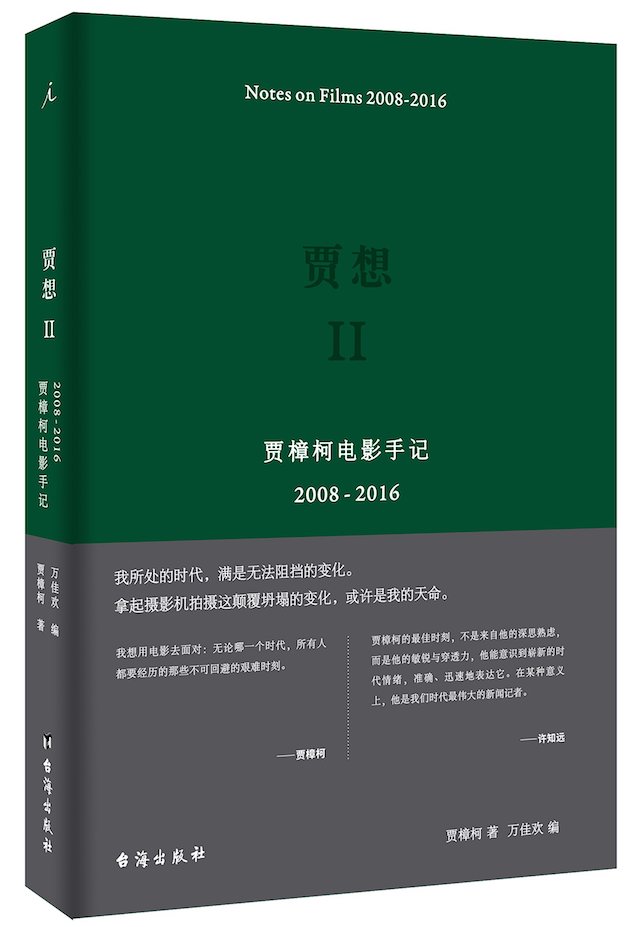 Notes on Films 2008-2016
贾想
II
贾樟柯电影手记
2008 - 2016
我所处的时代，满是无法阻挡的变化。
拿起摄影机拍摄这颠覆坍塌的变化，或许是我的天命。
我想用电影去面对：无论哪一个时代，所有人
都要经历的那些不可回避的艰难时刻。
——贾樟柯
贾樟柯的最佳时刻，不是来自他的深思熟虑，
而是他的敏锐与穿透力，他能意识到崭新的时
代情绪，准确、迅速地表达它。在某种意义
上，他是我们时代最伟大的新闻记者。
——许知远
贾樟柯 著 万佳欢 编
台海出版社
i
贾想 II
2008-2016
贾樟柯电影手记
万佳欢 编
贾樟柯 著
台海出版社